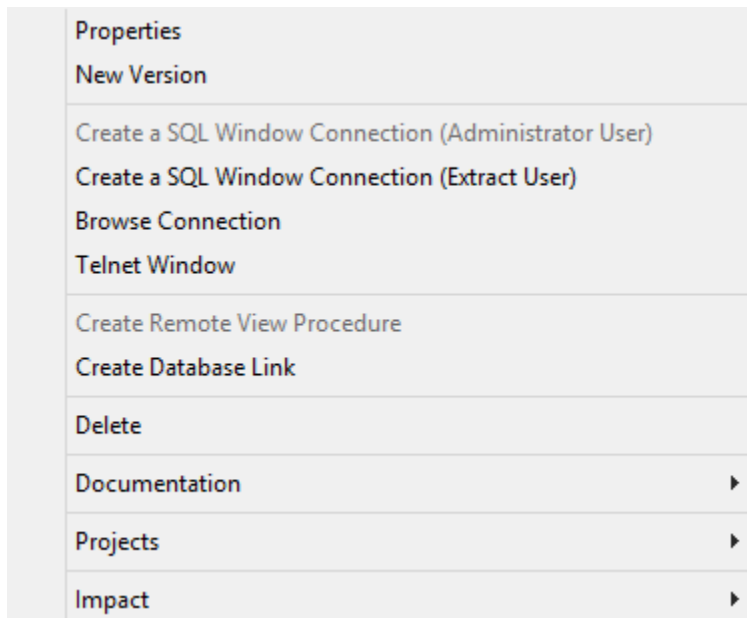 Properties
New Version
Create a SQL Window Connection (Administrator User)
Create a SQL Window Connection (Extract User)
Browse Connection
Telnet Window
Create Remote View Procedure
Create Database Link
Delete
Documentation
Projects
Impact